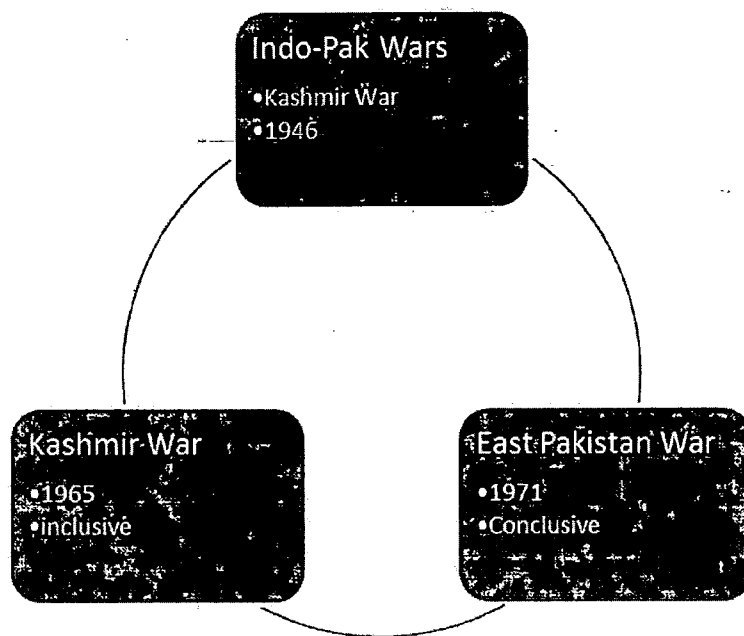 Indo-Pak Wars
•Kashmir War
•1946
Kashmir War
•1965
•inclusive
East Pakistan War
•1971
•Conclusive